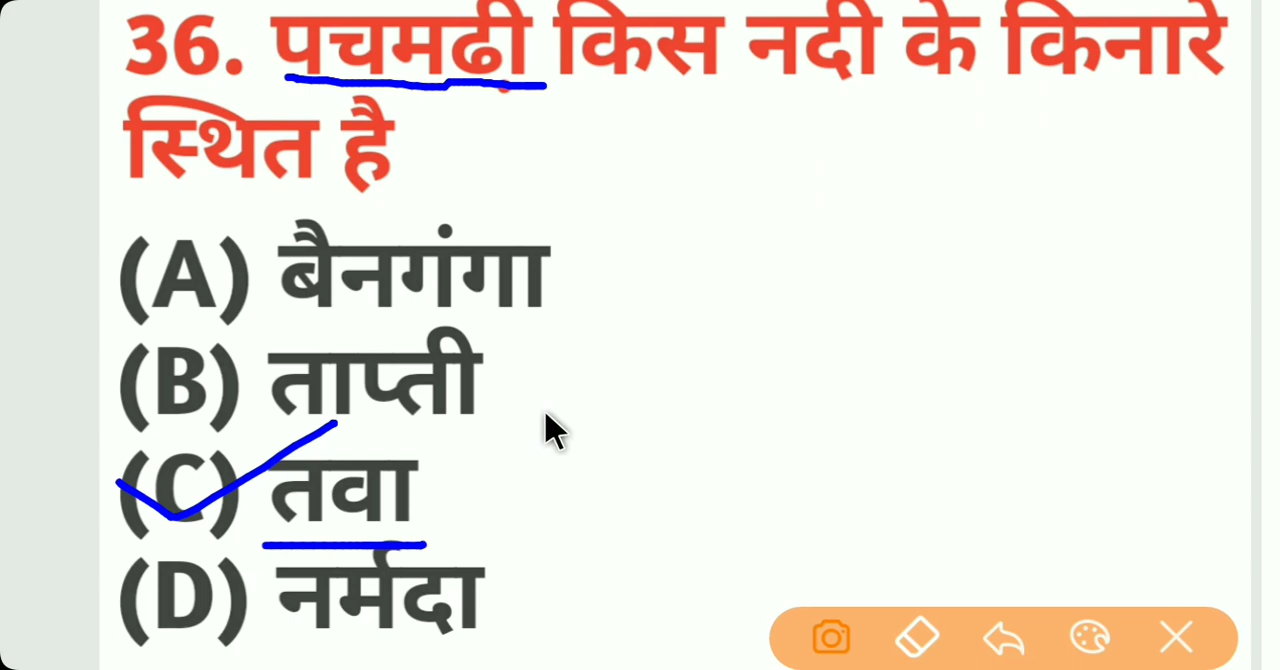 36. पचमढी किस नदी के किनारे
स्थित है
(A) बैनगंगा
(B) ताप्ती
(C) तवा
(D) नर्मदा